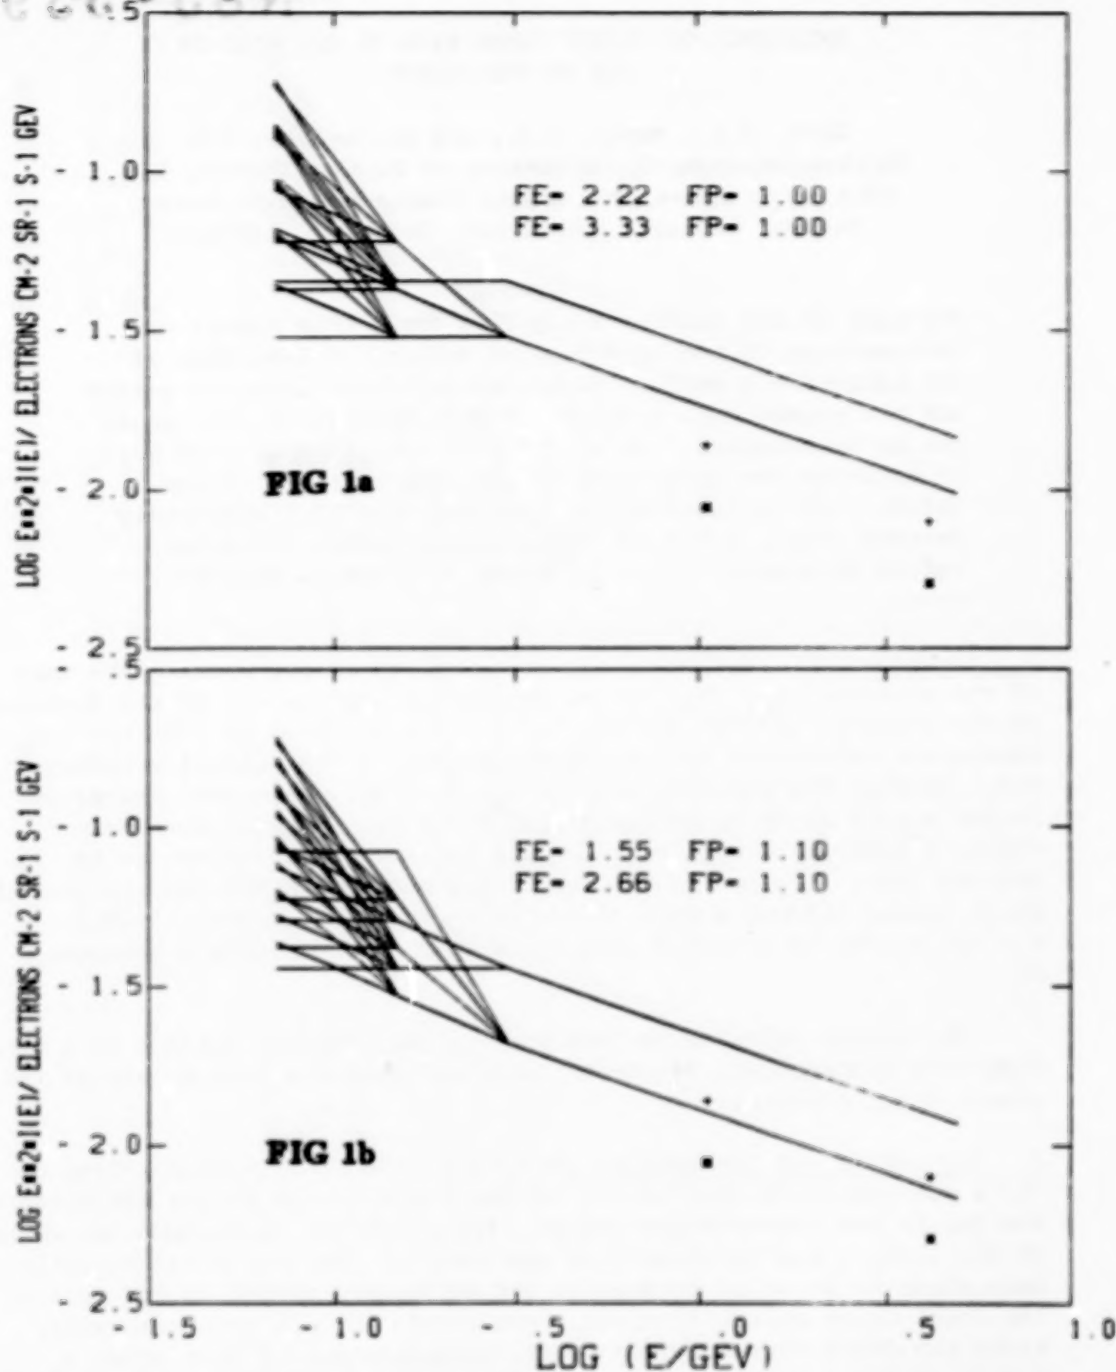 - .5
- 1.0
- 1.5
- 2.0
- 2.5
LOG E**2*I(E)/ ELECTRONS CM-2 SR-1 S-1 GEV
FE= 2.22 FP= 1.00
FE= 3.33 FP= 1.00
FIG 1a
- .5
- 1.0
- 1.5
- 2.0
- 2.5
LOG E**2*I(E)/ ELECTRONS CM-2 SR-1 S-1 GEV
FE= 1.55 FP= 1.10
FE= 2.66 FP= 1.10
FIG 1b
- 1.5 - 1.0 - .5 .0 .5 1.0
LOG (E/GEV)